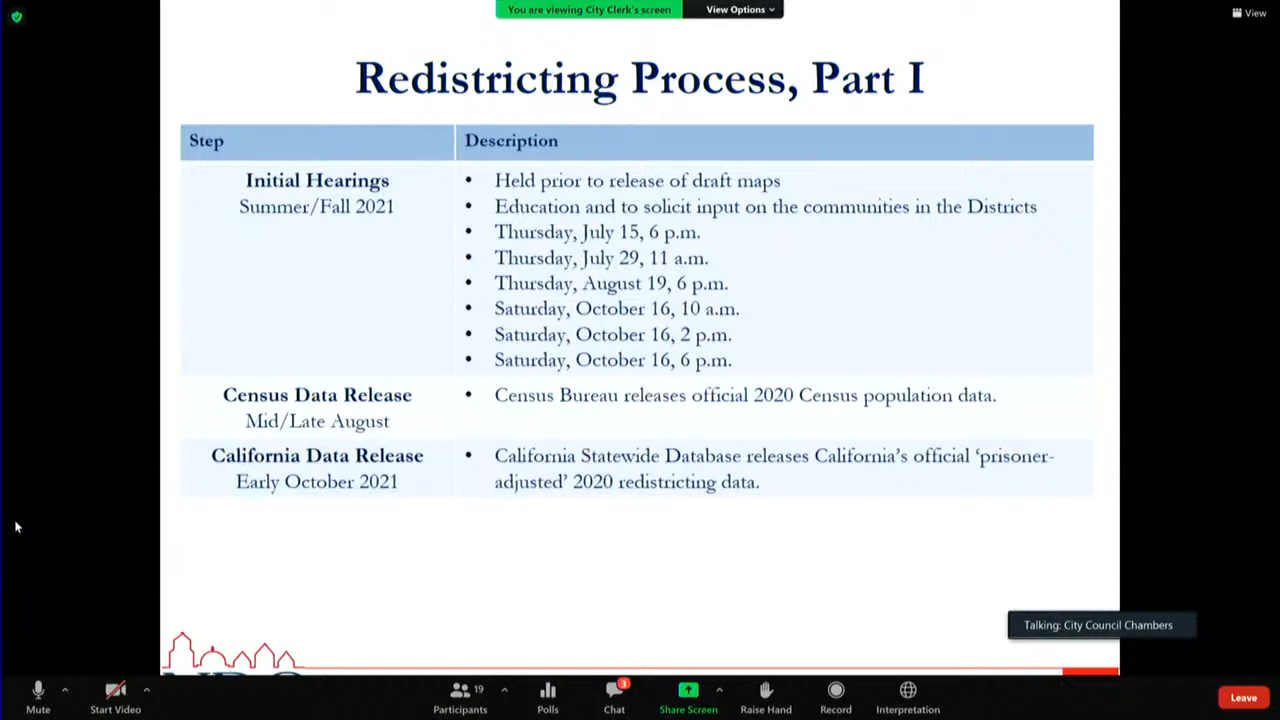 You are viewing City Clerk's screen
View Options
View
Redistricting Process, Part I
Step
Description
Initial Hearings
Summer/Fall 2021
• Held prior to release of draft maps
• Education and to solicit input on the communities in the Districts
• Thursday, July 15, 6 p.m.
• Thursday, July 29, 11 a.m.
• Thursday, August 19, 6 p.m.
• Saturday, October 16, 10 a.m.
• Saturday, October 16, 2 p.m.
• Saturday, October 16, 6 p.m.
Census Data Release
Mid/Late August
• Census Bureau releases official 2020 Census population data.
California Data Release
Early October 2021
• California Statewide Database releases California's official ‘prisoner-
adjusted’ 2020 redistricting data.
Talking: City Council Chambers
Mute
Start Video
19
Participants
Polls
3
Chat
Share Screen
Raise Hand
Record
Interpretation
Leave